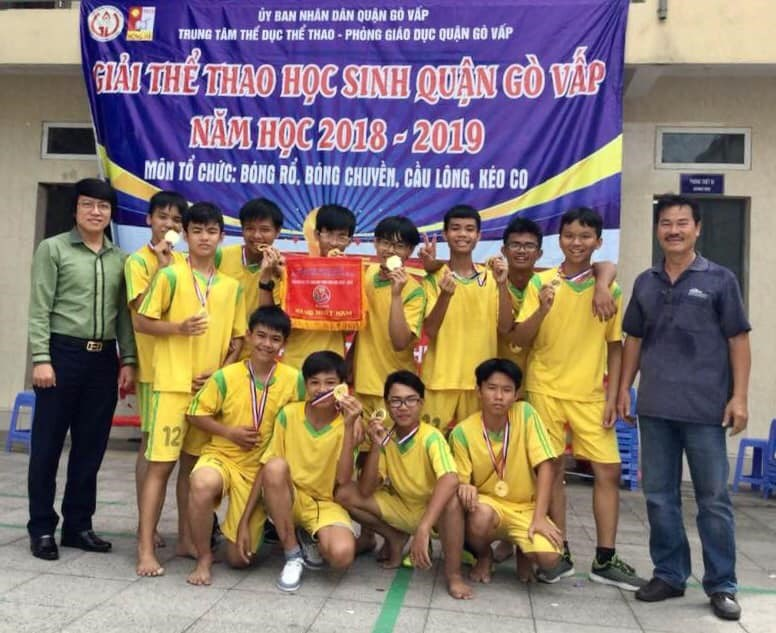 ỦY BAN NHÂN DÂN QUẬN GÒ VẤP
TRUNG TÂM THỂ DỤC THỂ THAO - PHÒNG GIÁO DỤC QUẬN GÒ VẤP
GIẢI THỂ THAO HỌC SINH QUẬN GÒ VẤP
NĂM HỌC 2018 - 2019
MÔN TỔ CHỨC: BÓNG RỔ, BÓNG CHUYỀN, CẦU LÔNG, KÉO CO
HẠNG NHẤT NAM
12